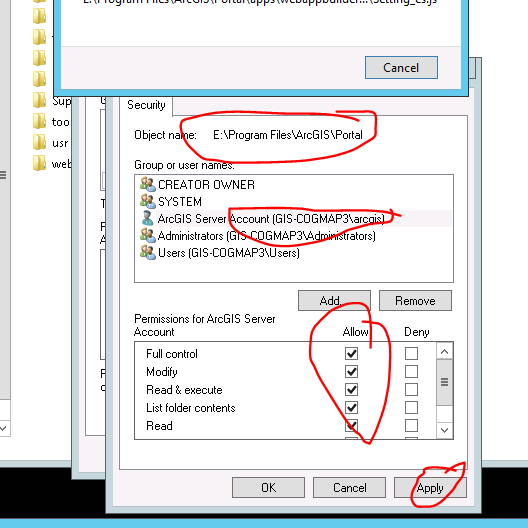 E:\Program Files\ArcGIS\Portal\apps\webappbuilder...\Setting_es.js
Cancel
Security
Object name: E:\Program Files\ArcGIS\Portal
Group or user names:
CREATOR OWNER
SYSTEM
ArcGIS Server Account (GIS-COGMAP3\arcgis)
Administrators (GIS-COGMAP3\Administrators)
Users (GIS-COGMAP3\Users)
Add...
Remove
Permissions for ArcGIS Server
Account Allow Deny
Full control
Modify
Read & execute
List folder contents
Read
OK
Cancel
Apply
Sup
too
usr
web